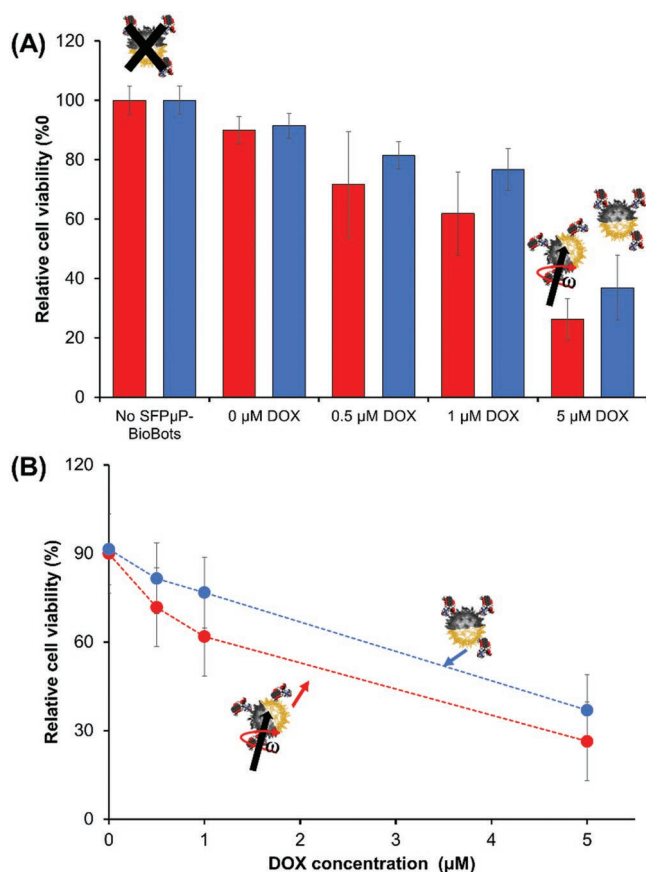 (A)
120
100
80
60
40
20
0
Relative cell viability (%0
ω
No SFPµP-
BioBots
0 µM DOX
0.5 µM DOX
1 µM DOX
5 µM DOX
(B)
120
90
60
30
0
Relative cell viability (%)
ω
0
1
2
3
4
5
DOX concentration (µM)